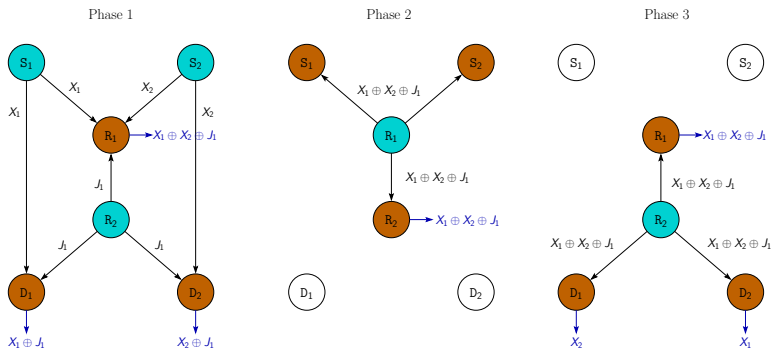 Phase 1
Phase 2
Phase 3
S₁
S₂
X₁
X₂
X₁
X₂
R₁
X₁ ⊕ X₂ ⊕ J₁
J₁
R₂
J₁
J₁
D₁
D₂
X₁ ⊕ J₁
X₂ ⊕ J₁
S₁
S₂
X₁ ⊕ X₂ ⊕ J₁
R₁
X₁ ⊕ X₂ ⊕ J₁
R₂
X₁ ⊕ X₂ ⊕ J₁
D₁
D₂
S₁
S₂
R₁
X₁ ⊕ X₂ ⊕ J₁
X₁ ⊕ X₂ ⊕ J₁
R₂
X₁ ⊕ X₂ ⊕ J₁
X₁ ⊕ X₂ ⊕ J₁
D₁
D₂
X₂
X₁